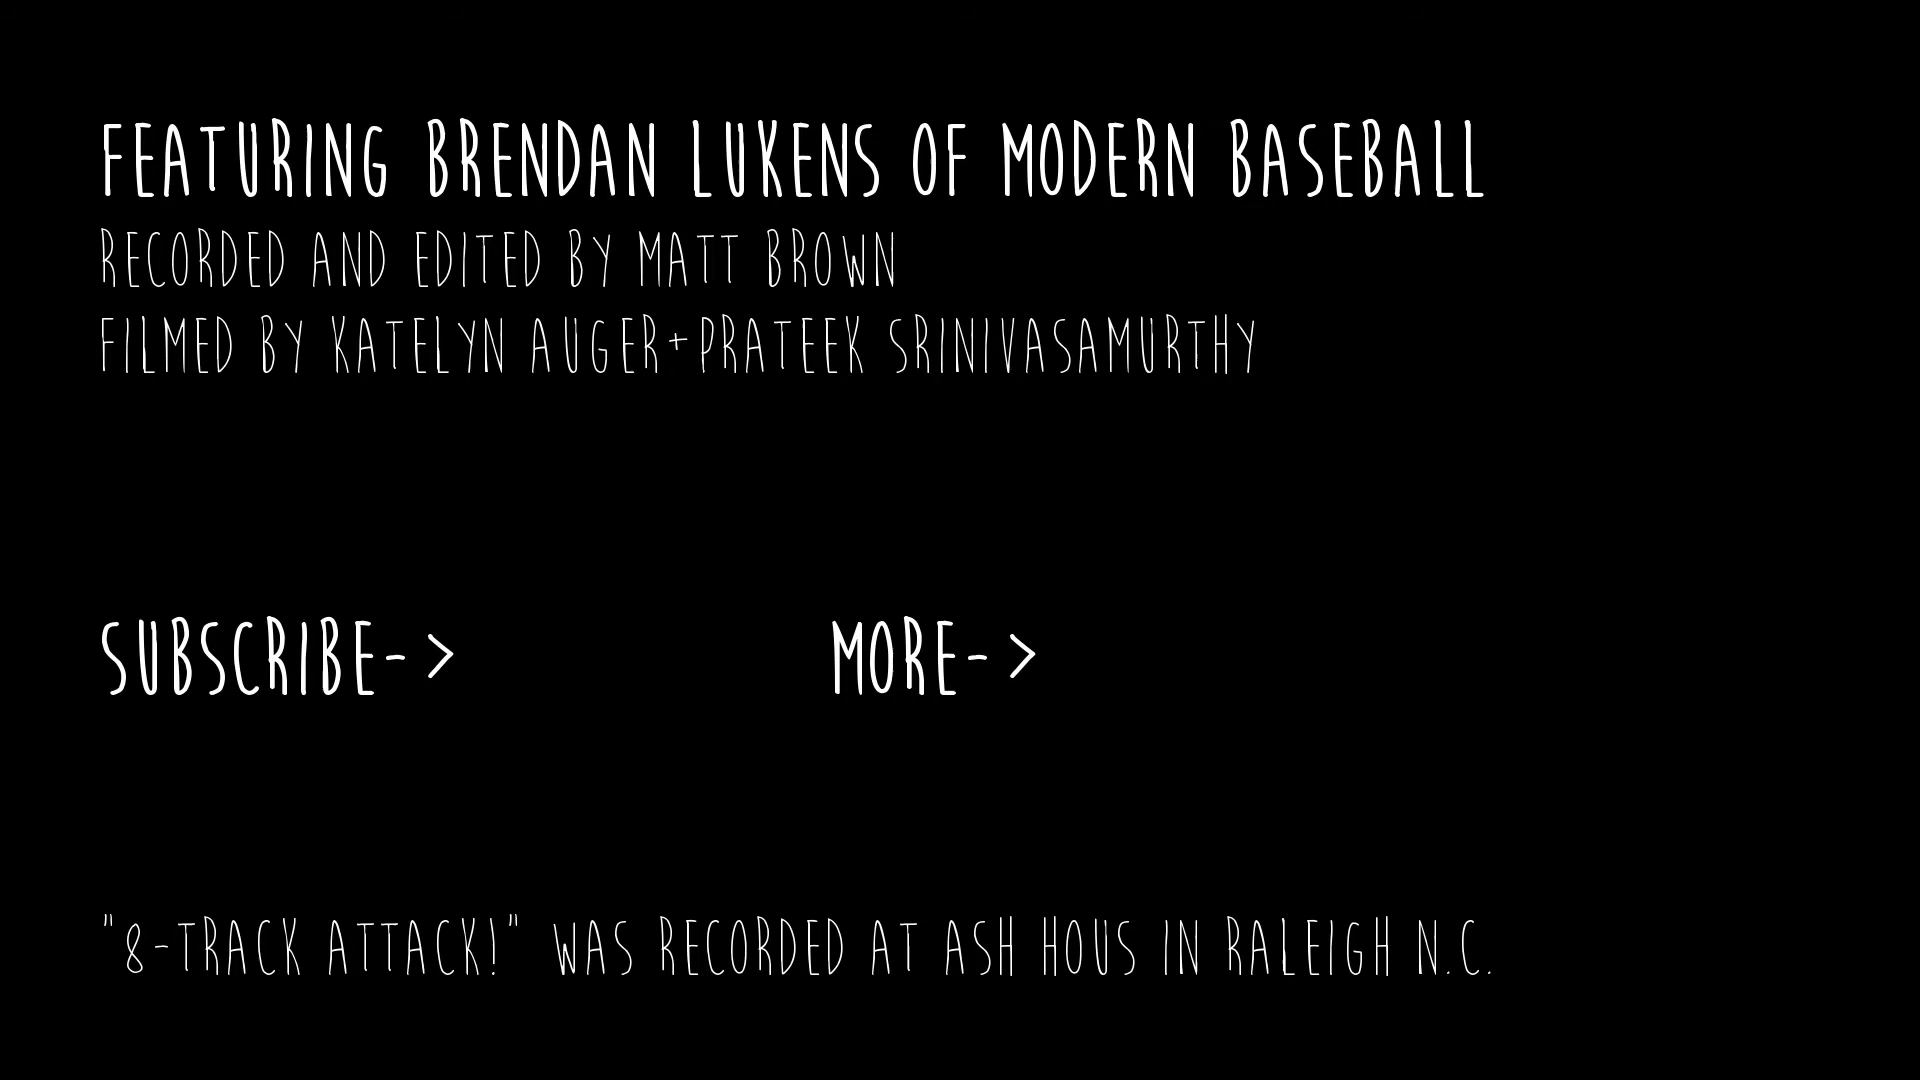 FEATURING BRENDAN LUKENS OF MODERN BASEBALL
RECORDED AND EDITED BY MATT BROWN
FILMED BY KATELYN AUGER+PRATEEK SRINIVASAMURTHY
SUBSCRIBE->
MORE->
"8-TRACK ATTACK!" WAS RECORDED AT ASH HOUS IN RALEIGH N.C.